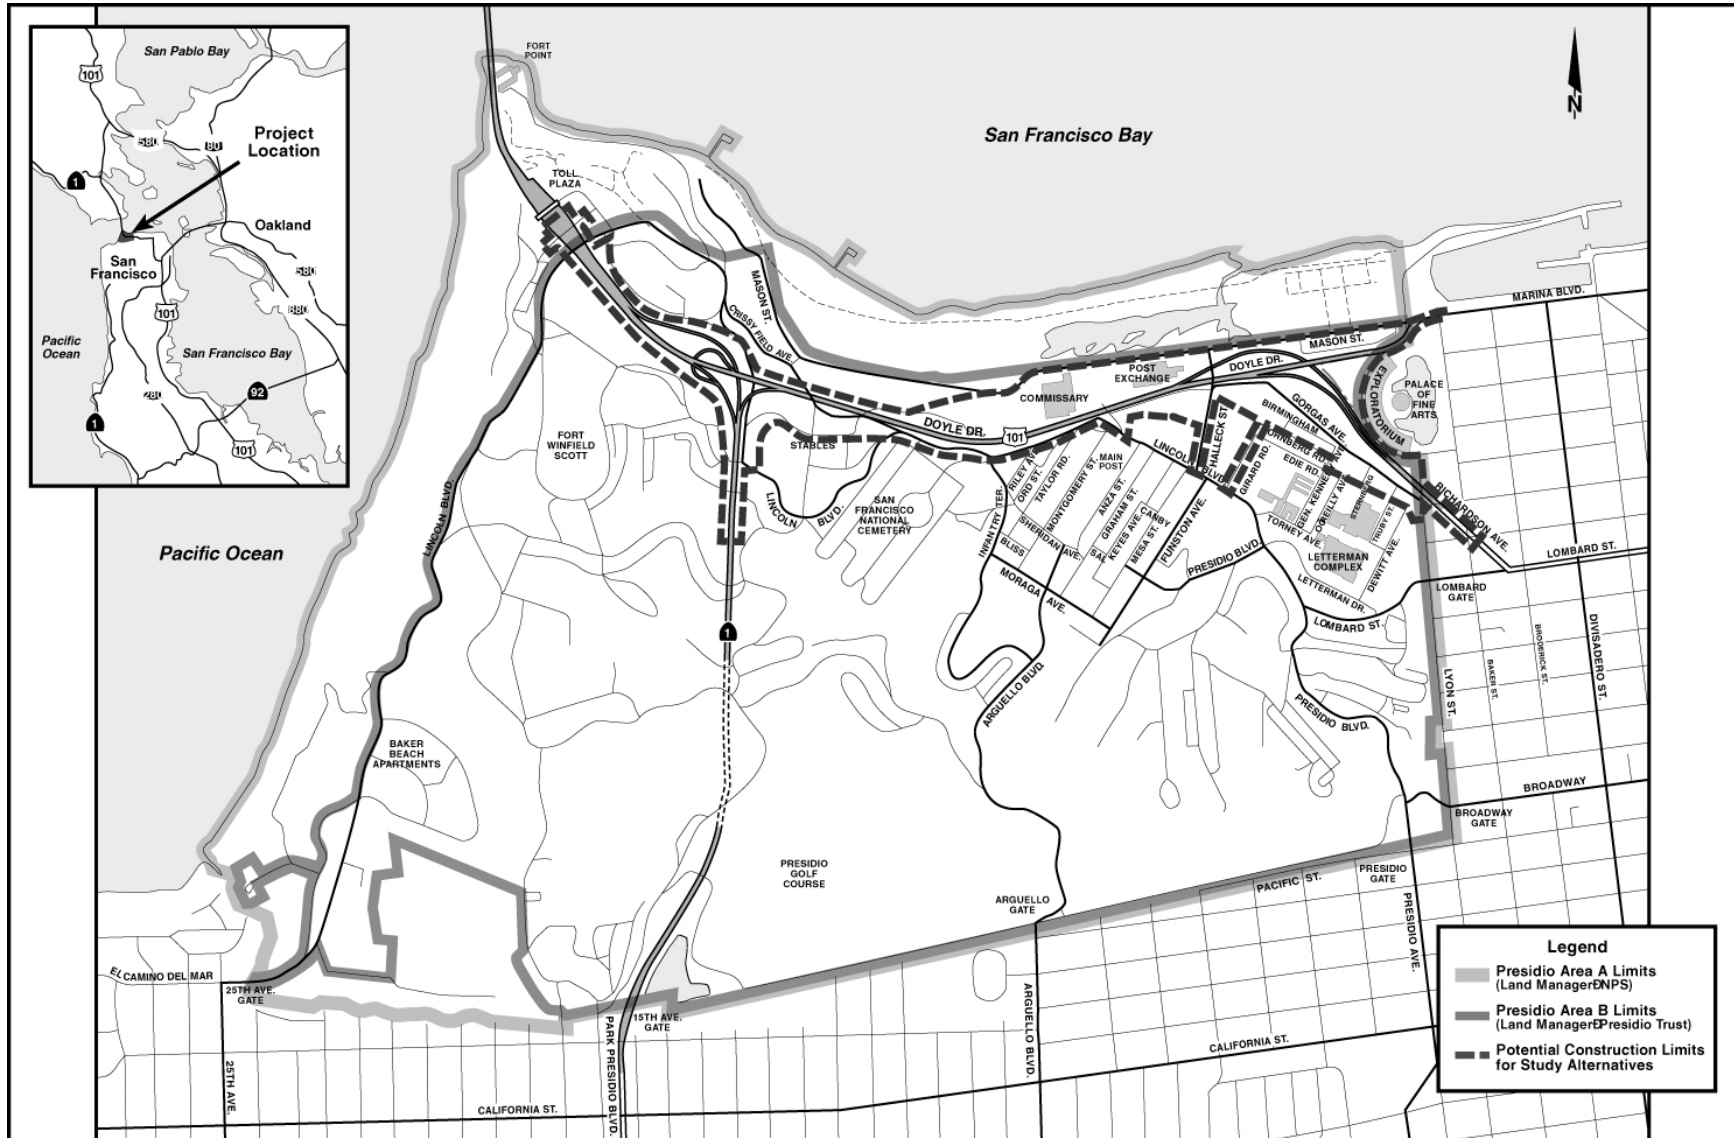 San Pablo Bay
101
580
80
Project
Location
1
Pacific
Ocean
Oakland
San
Francisco
580
101
880
San Francisco Bay
280
92
1
101
FORT
POINT
N
San Francisco Bay
TOLL
PLAZA
MASON ST.
CRISSY FIELD AVE.
MARINA BLVD.
MASON ST.
DOYLE DR.
POST
EXCHANGE
COMMISSARY
EXPLORATORIUM
PALACE
OF
FINE
ARTS
DOYLE DR.
101
GORGAS AVE.
BIRMINGHAM
HALLECK ST.
FORT
WINFIELD
SCOTT
STABLES
LINCOLN BLVD.
EDIE RD.
GIRARD RD.
GEN. KENNEDY AVE.
RICHARDSON AVE.
MAIN
POST
RILEY AVE.
ORD ST.
TAYLOR RD.
MONTGOMERY ST.
ANZA ST.
GRAHAM ST.
KEYES AVE.
CANBY
MESA ST.
FUNSTON AVE.
SHERIDAN AVE.
INFANTRY TER.
BLISS
MORAGA AVE.
SAN
FRANCISCO
NATIONAL
CEMETERY
LINCOLN BLVD.
LINCOLN BLVD.
Pacific Ocean
TORNEY AVE.
TRUBY ST.
DEWITT AVE.
LETTERMAN
COMPLEX
LETTERMAN DR.
PRESIDIO BLVD.
LOMBARD ST.
LOMBARD ST.
LOMBARD
GATE
1
ARGUELLO BLVD.
PRESIDIO BLVD.
LYON ST.
BAKER ST.
BRODERICK ST.
DIVISADERO ST.
BAKER
BEACH
APARTMENTS
BROADWAY
BROADWAY
GATE
PRESIDIO
GOLF
COURSE
ARGUELLO
GATE
PACIFIC ST.
PRESIDIO
GATE
PRESIDIO AVE.
EL CAMINO DEL MAR
25TH AVE.
GATE
15TH AVE.
GATE
25TH AVE.
PARK PRESIDIO BLVD.
ARGUELLO BLVD.
CALIFORNIA ST.
CALIFORNIA ST.
Legend
Presidio Area A Limits
(Land ManagerÐNPS)
Presidio Area B Limits
(Land ManagerÐPresidio Trust)
Potential Construction Limits
for Study Alternatives